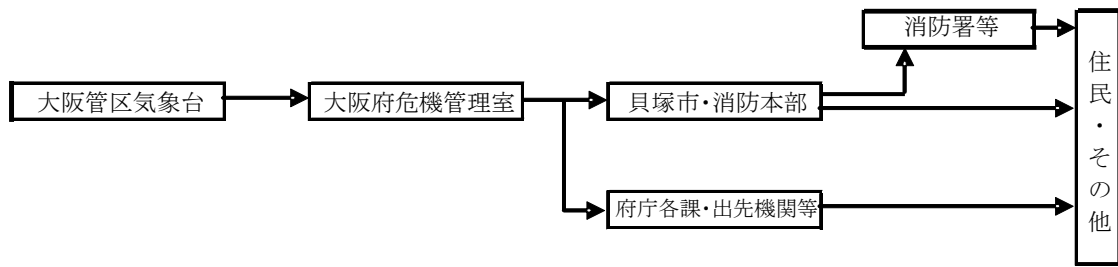 消防署等
大阪管区気象台
大阪府危機管理室
貝塚市・消防本部
府庁各課・出先機関等
住民・その他